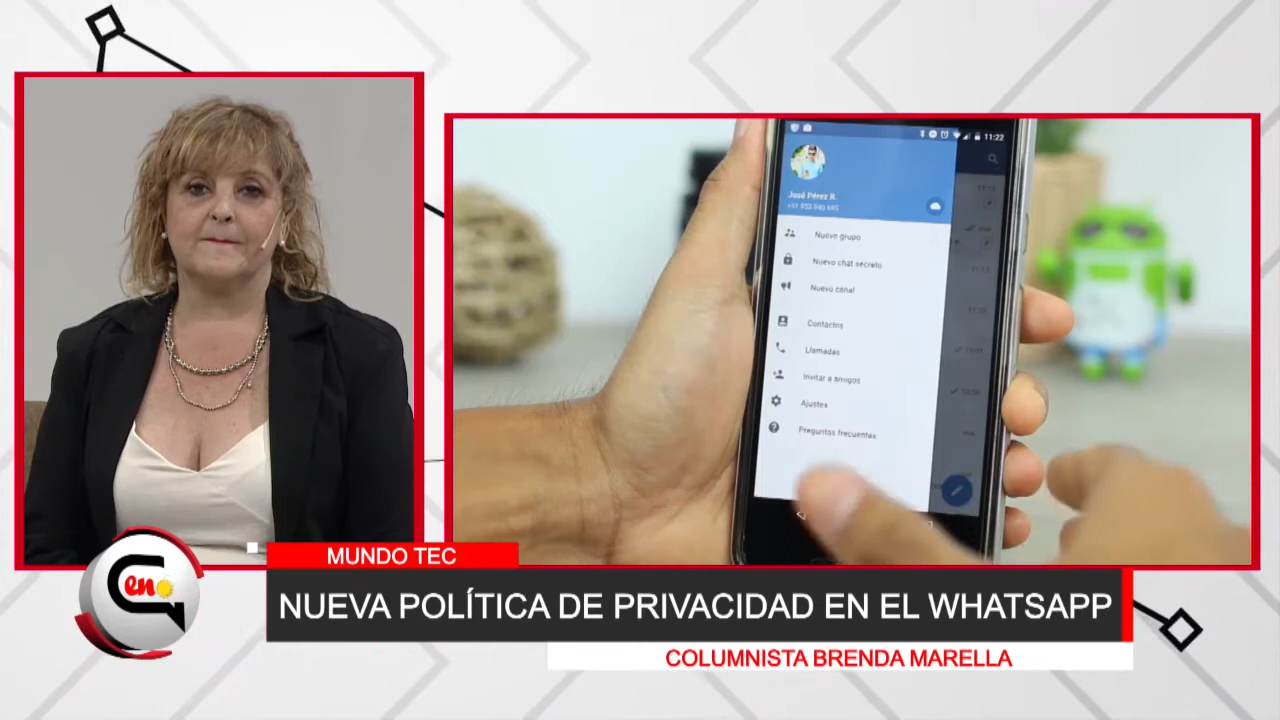 11:22
José Pérez R.
Nuevo grupo
Nuevo chat secreto
Nuevo canal
Contactos
Llamadas
Invitar a amigos
Ajustes
Preguntas frecuentes
en
MUNDO TEC
NUEVA POLÍTICA DE PRIVACIDAD EN EL WHATSAPP
COLUMNISTA BRENDA MARELLA